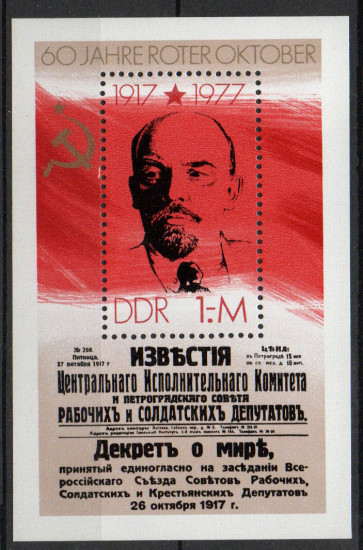 60 JAHRE ROTER OKTOBER
1917 ★ 1977
DDR 1.-M
№ 208
Пятница,
27 октября 1917 г
ЦѢНА:
въ Петроградѣ 15 коп
на ст. жел. д. 18 коп.
ИЗВѢСТІЯ
Центральнаго Исполнительнаго Комитета
И ПЕТРОГРАДСКОГО СОВѢТА
РАБОЧИХЪ и СОЛДАТСКИХЪ ДЕПУТАТОВЪ.
Декретъ о мирѣ,
принятый единогласно на засѣданіи Все-
россійскаго Съѣзда Совѣтовъ Рабочихъ,
Солдатскихъ и Крестьянскихъ Депутатовъ
26 октября 1917 г.